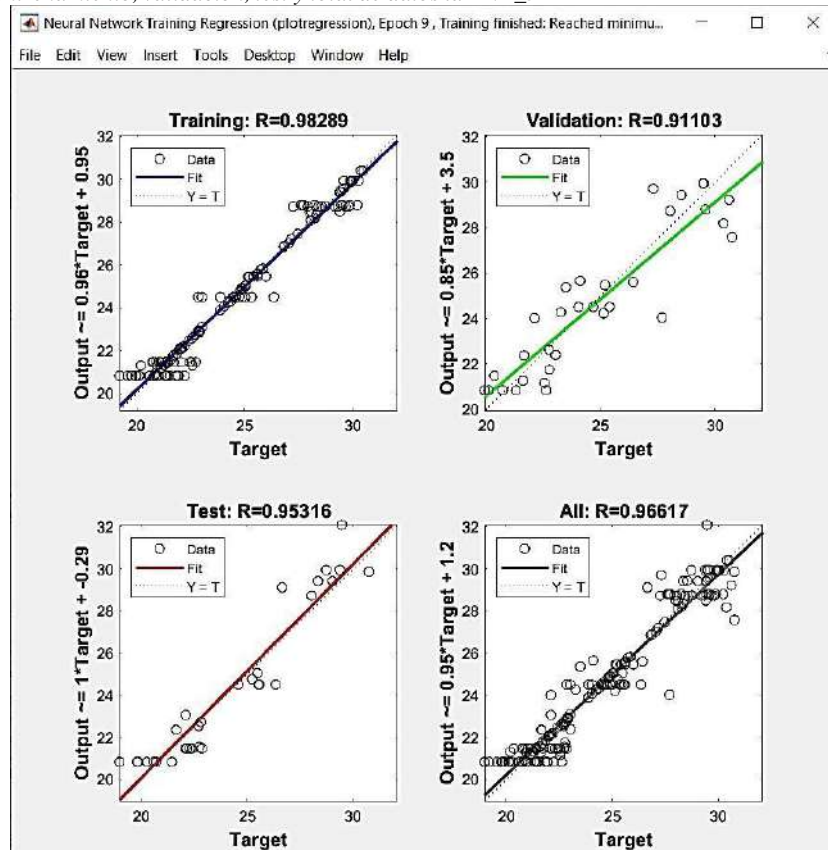 Neural Network Training Regression (plotregression), Epoch 9 , Training finished: Reached minimu...
File Edit View Insert Tools Desktop Window Help
Training: R=0.98289
Output ~= 0.96*Target + 0.95
32
30
28
26
24
22
20
Data
Fit
Y = T
20 25 30
Target
Validation: R=0.91103
Output ~= 0.85*Target + 3.5
32
30
28
26
24
22
20
Data
Fit
Y = T
20 25 30
Target
Test: R=0.95316
Output ~= 1*Target + -0.29
32
30
28
26
24
22
20
Data
Fit
Y = T
20 25 30
Target
All: R=0.96617
Output ~= 0.95*Target + 1.2
32
30
28
26
24
22
20
Data
Fit
Y = T
20 25 30
Target